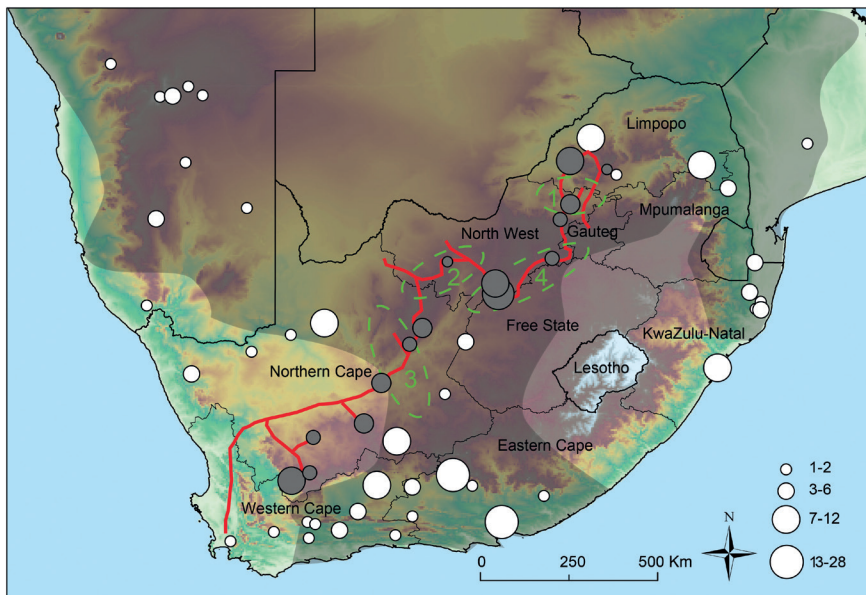 Limpopo
1
Mpumalanga
North West
Gauteg
2
4
Free State
KwaZulu-Natal
Northern Cape
3
Lesotho
Eastern Cape
Western Cape
1-2
3-6
7-12
13-28
N
0 250 500 Km